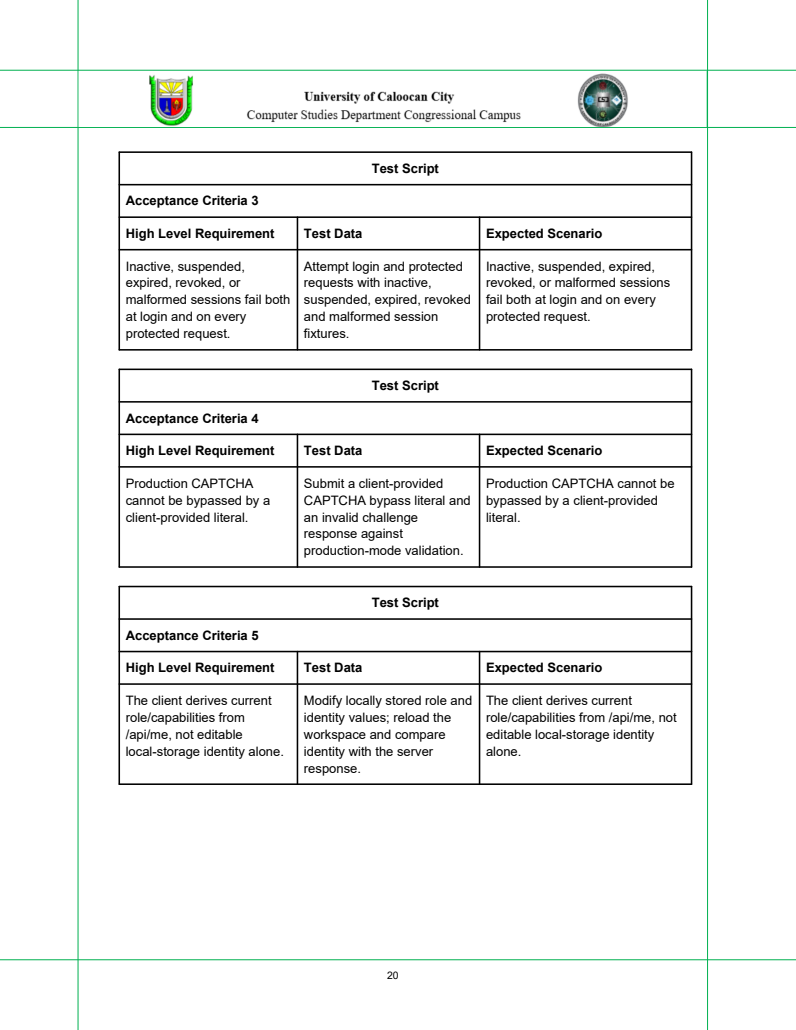 University of Caloocan City
Computer Studies Department Congressional Campus
Test Script
Acceptance Criteria 3
High Level Requirement
Test Data
Expected Scenario
Inactive, suspended,
expired, revoked, or
malformed sessions fail both
at login and on every
protected request.
Attempt login and protected
requests with inactive,
suspended, expired, revoked
and malformed session
fixtures.
Inactive, suspended, expired,
revoked, or malformed sessions
fail both at login and on every
protected request.
Test Script
Acceptance Criteria 4
High Level Requirement
Test Data
Expected Scenario
Production CAPTCHA
cannot be bypassed by a
client-provided literal.
Submit a client-provided
CAPTCHA bypass literal and
an invalid challenge
response against
production-mode validation.
Production CAPTCHA cannot be
bypassed by a client-provided
literal.
Test Script
Acceptance Criteria 5
High Level Requirement
Test Data
Expected Scenario
The client derives current
role/capabilities from
/api/me, not editable
local-storage identity alone.
Modify locally stored role and
identity values; reload the
workspace and compare
identity with the server
response.
The client derives current
role/capabilities from /api/me, not
editable local-storage identity
alone.
20